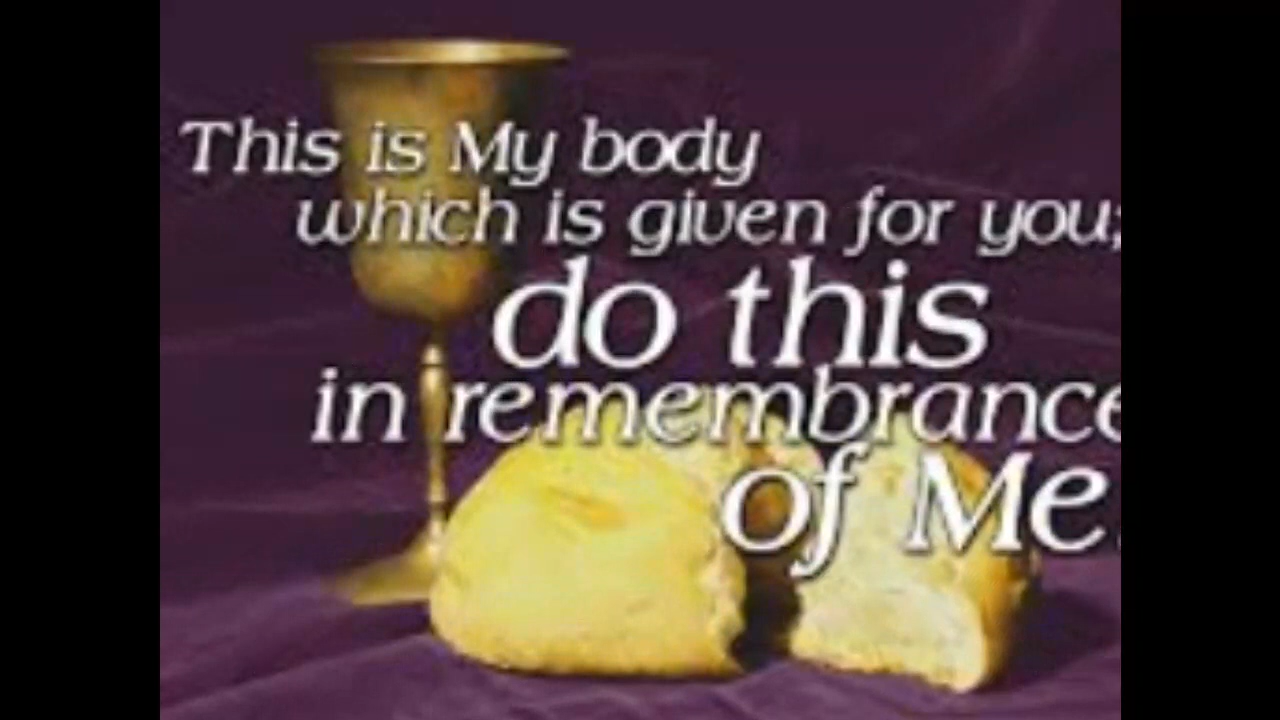 This is My body
which is given for you;
do this
in remembrance
of Me.